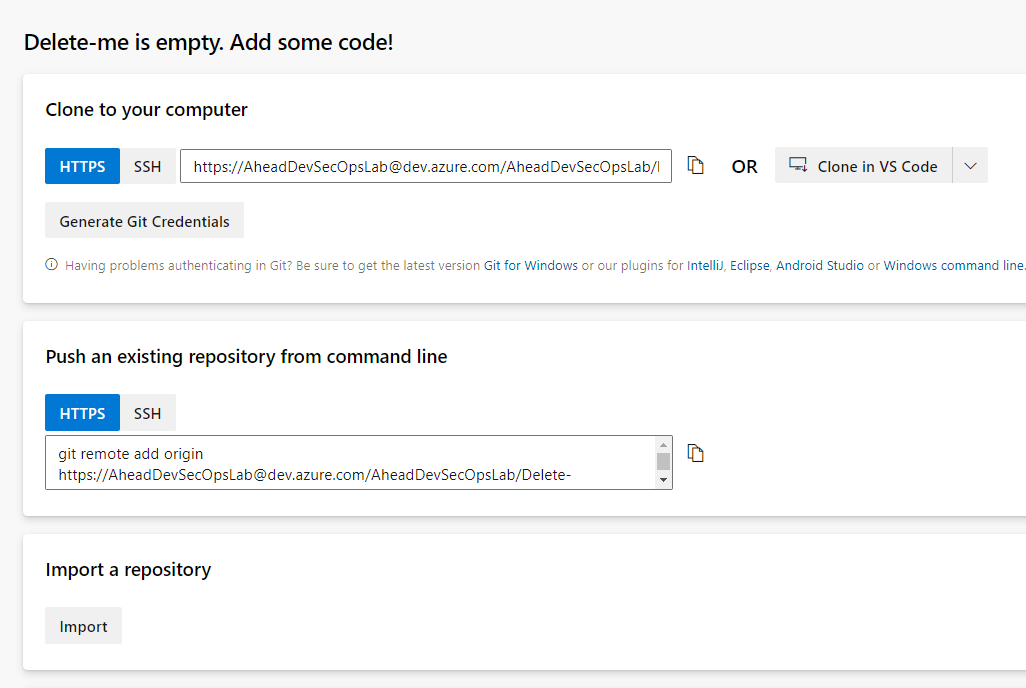 Delete-me is empty. Add some code!
Clone to your computer
HTTPS SSH https://AheadDevSecOpsLab@dev.azure.com/AheadDevSecOpsLab/ OR Clone in VS Code
Generate Git Credentials
Having problems authenticating in Git? Be sure to get the latest version Git for Windows or our plugins for IntelliJ, Eclipse, Android Studio or Windows command line.
Push an existing repository from command line
HTTPS SSH
git remote add origin
https://AheadDevSecOpsLab@dev.azure.com/AheadDevSecOpsLab/Delete-
Import a repository
Import